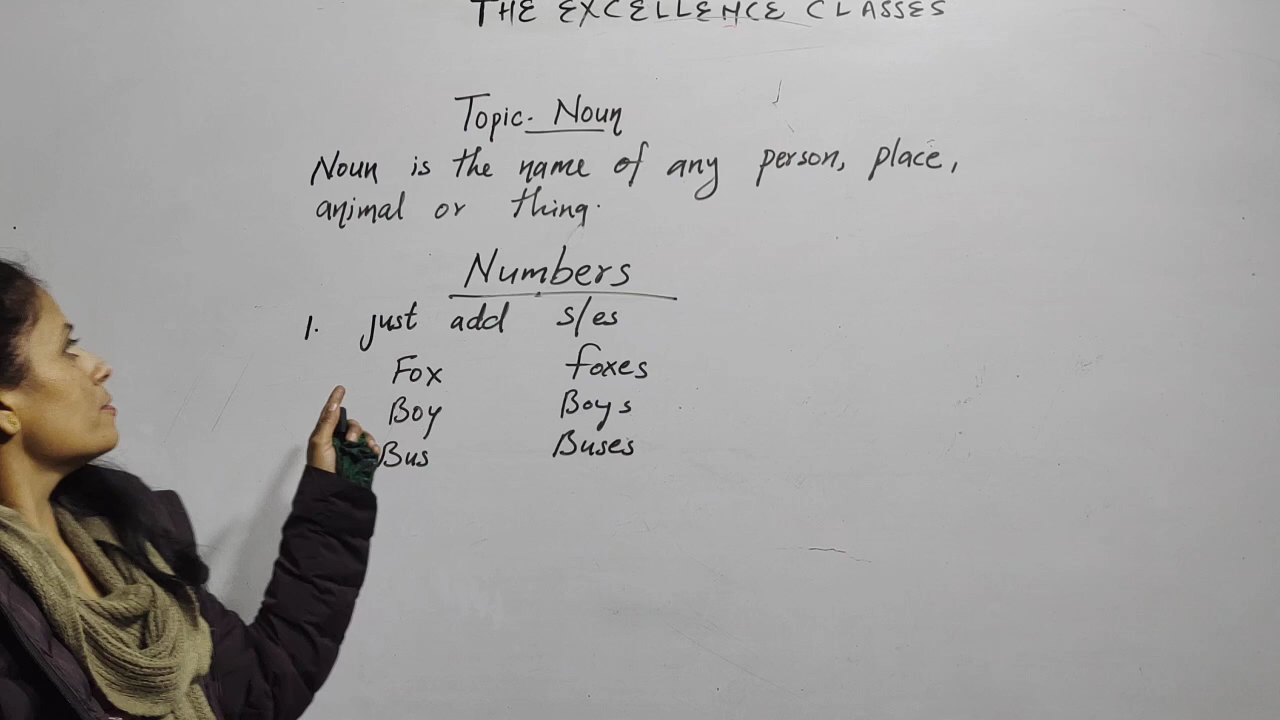 THE EXCELLENCE CLASSES
Topic. Noun
Noun is the name of any person, place,
animal or thing.
Numbers
1. just add s/es
Fox foxes
Boy Boys
Bus Buses